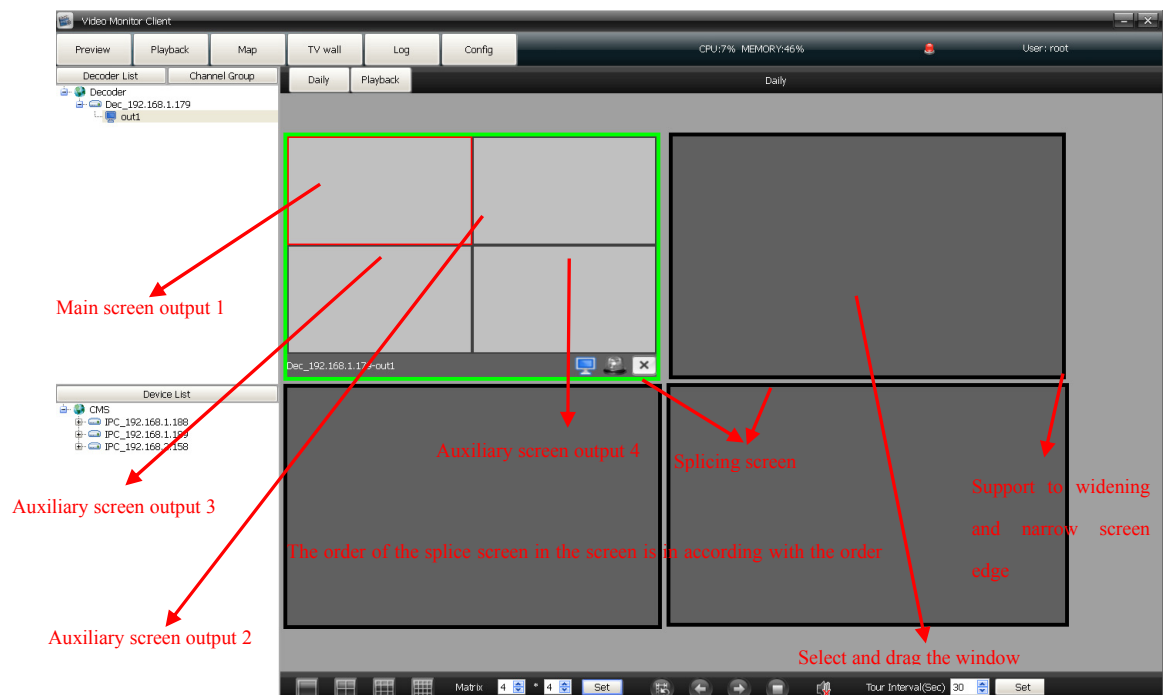 Video Monitor Client
Preview Playback Map TV wall Log Config CPU:7% MEMORY:46% User: root
Decoder List Channel Group Daily Playback Daily
Decoder
Dec_192.168.1.179
out1
Main screen output 1
Dec_192.168.1.179-out1
Device List
CMS
IPC_192.168.1.188
IPC_192.168.1.189
IPC_192.168.2.158
Auxiliary screen output 4
Splicing screen
Auxiliary screen output 3
Support to widening
and narrow screen
edge
The order of the splice screen in the screen is in according with the order
Auxiliary screen output 2
Select and drag the window
Matrix 4 * 4 Set Tour Interval(Sec) 30 Set